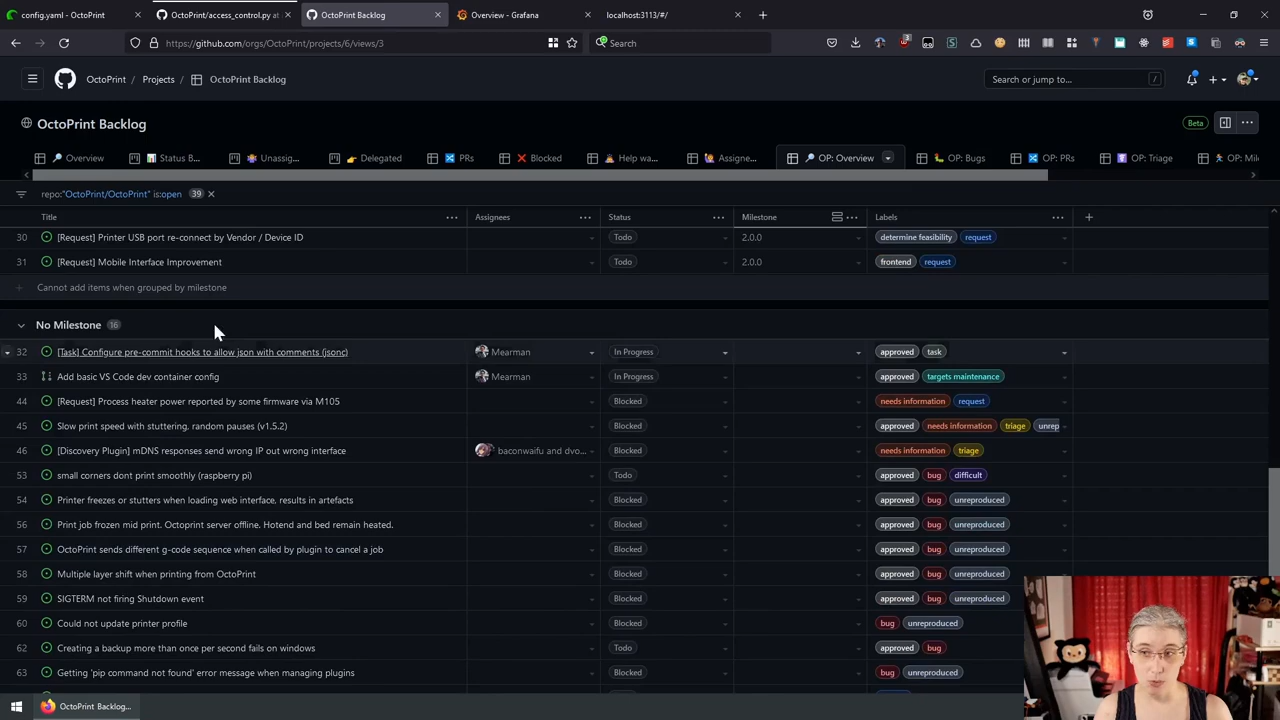 config.yaml - OctoPrint
OctoPrint/access_control.py at
OctoPrint Backlog
Overview - Grafana
localhost:3113/#/
https://github.com/orgs/OctoPrint/projects/6/views/3
Search
3
OctoPrint
Projects
OctoPrint Backlog
Search or jump to...
/
OctoPrint Backlog
Beta
Overview
Status B...
Unassig...
Delegated
PRs
Blocked
Help wa...
Assigne...
OP: Overview
OP: Bugs
OP: PRs
OP: Triage
OP: Mil
repo:"OctoPrint/OctoPrint" is:open 39
Title Assignees Status Milestone Labels
30 [Request] Printer USB port re-connect by Vendor / Device ID Todo 2.0.0 determine feasibility request
31 [Request] Mobile Interface Improvement Todo 2.0.0 frontend request
Cannot add items when grouped by milestone
No Milestone 16
32 [Task] Configure pre-commit hooks to allow json with comments (jsonc) Mearman In Progress approved task
33 Add basic VS Code dev container config Mearman In Progress approved targets maintenance
44 [Request] Process heater power reported by some firmware via M105 Blocked needs information request
45 Slow print speed with stuttering, random pauses (v1.5.2) Blocked approved needs information triage unrep
46 [Discovery Plugin] mDNS responses send wrong IP out wrong interface baconwaifu and dvo... Blocked needs information triage
53 small corners dont print smoothly (raspberry pi) Todo approved bug difficult
54 Printer freezes or stutters when loading web interface, results in artefacts Blocked approved bug unreproduced
56 Print job frozen mid print. Octoprint server offline. Hotend and bed remain heated. Blocked approved bug unreproduced
57 OctoPrint sends different g-code sequence when called by plugin to cancel a job Blocked approved bug unreproduced
58 Multiple layer shift when printing from OctoPrint Blocked approved bug unreproduced
59 SIGTERM not firing Shutdown event Blocked approved bug unreproduced
60 Could not update printer profile Blocked bug unreproduced
62 Creating a backup more than once per second fails on windows Todo approved bug
63 Getting 'pip command not found' error message when managing plugins Blocked bug unreproduced
OctoPrint Backlog...